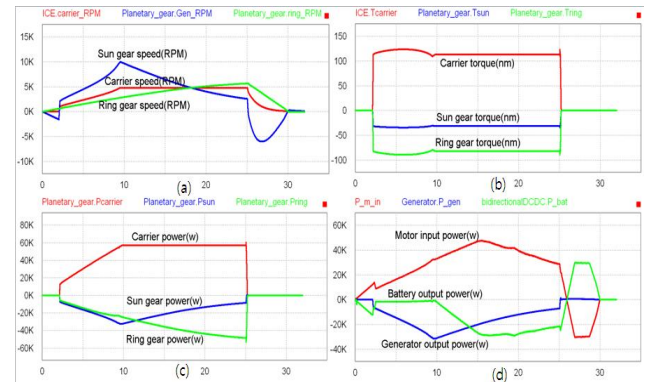 ICE.carrier_RPM Planetary_gear.Gen_RPM Planetary_gear.ring_RPM
15K
10K
5K
0K
-5K
-10K
Sun gear speed(RPM)
Carrier speed(RPM)
Ring gear speed(RPM)
0 10 20 30
(a)
ICE.Tcarrier Planetary_gear.Tsun Planetary_gear.Tring
150
100
50
0
-50
-100
Carrier torque(nm)
Sun gear torque(nm)
Ring gear torque(nm)
0 10 20 30
(b)
Planetary_gear.Pcarrier Planetary_gear.Psun Planetary_gear.Pring
80K
60K
40K
20K
0K
-20K
-40K
-60K
Carrier power(w)
Sun gear power(w)
Ring gear power(w)
0 10 20 30
(c)
P_m_in Generator.P_gen bidirectionalDCDC.P_bat
60K
40K
20K
0K
-20K
-40K
Motor input power(w)
Battery output power(w)
Generator output power(w)
0 10 20 30
(d)